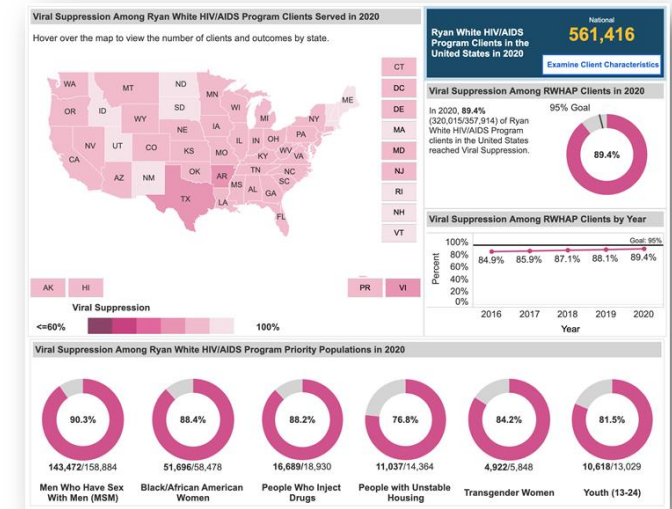 Viral Suppression Among Ryan White HIV/AIDS Program Clients Served in 2020
Hover over the map to view the number of clients and outcomes by state.
WA
MT
ND
MN
ME
OR
ID
SD
WI
MI
NY
WY
IA
PA
NE
NV
UT
CO
IL
IN
OH
WV
VA
CA
KS
MO
KY
AZ
NM
OK
AR
TN
NC
SC
MS
AL
GA
TX
LA
FL
CT
DC
DE
MA
MD
NJ
RI
NH
VT
AK
HI
PR
VI
Viral Suppression
<=60%
100%
Ryan White HIV/AIDS
Program Clients in the
United States in 2020
National
561,416
Examine Client Characteristics
Viral Suppression Among RWHAP Clients in 2020
In 2020, 89.4%
(320,015/357,914) of Ryan
White HIV/AIDS Program
clients in the United States
reached Viral Suppression.
95% Goal
89.4%
Viral Suppression Among RWHAP Clients by Year
Goal: 95%
Percent
100%
80%
60%
40%
20%
0%
84.9%
85.9%
87.1%
88.1%
89.4%
2016
2017
2018
2019
2020
Year
Viral Suppression Among Ryan White HIV/AIDS Program Priority Populations in 2020
90.3%
143,472/158,884
Men Who Have Sex
With Men (MSM)
88.4%
51,696/58,478
Black/African American
Women
88.2%
16,689/18,930
People Who Inject
Drugs
76.8%
11,037/14,364
People with Unstable
Housing
84.2%
4,922/5,848
Transgender Women
81.5%
10,618/13,029
Youth (13-24)